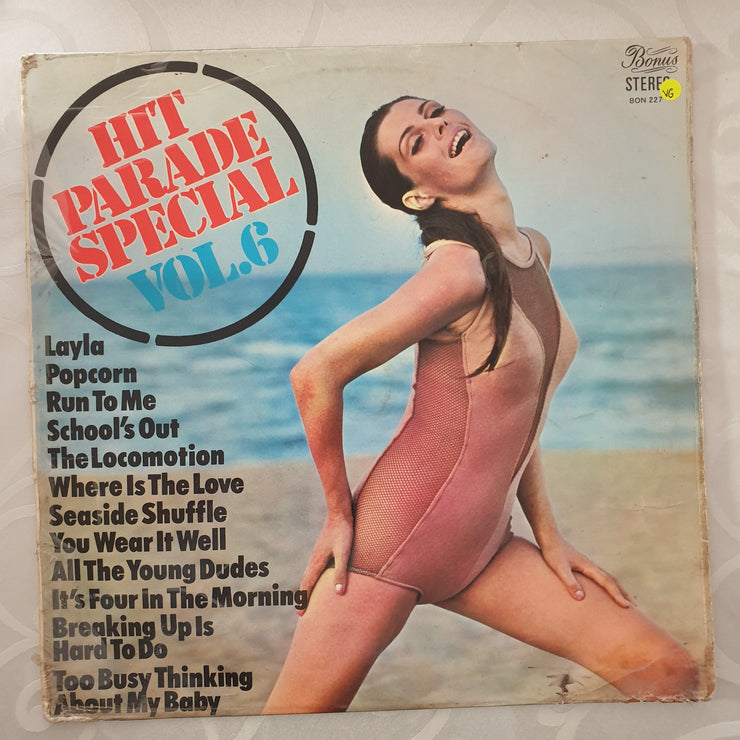 HIT
PARADE
SPECIAL
VOL.6
Bonus
STEREO
BON 227
VG
Layla
Popcorn
Run To Me
School's Out
The Locomotion
Where Is The Love
Seaside Shuffle
You Wear It Well
All The Young Dudes
It's Four In The Morning
Breaking Up Is
Hard To Do
Too Busy Thinking
About My Baby